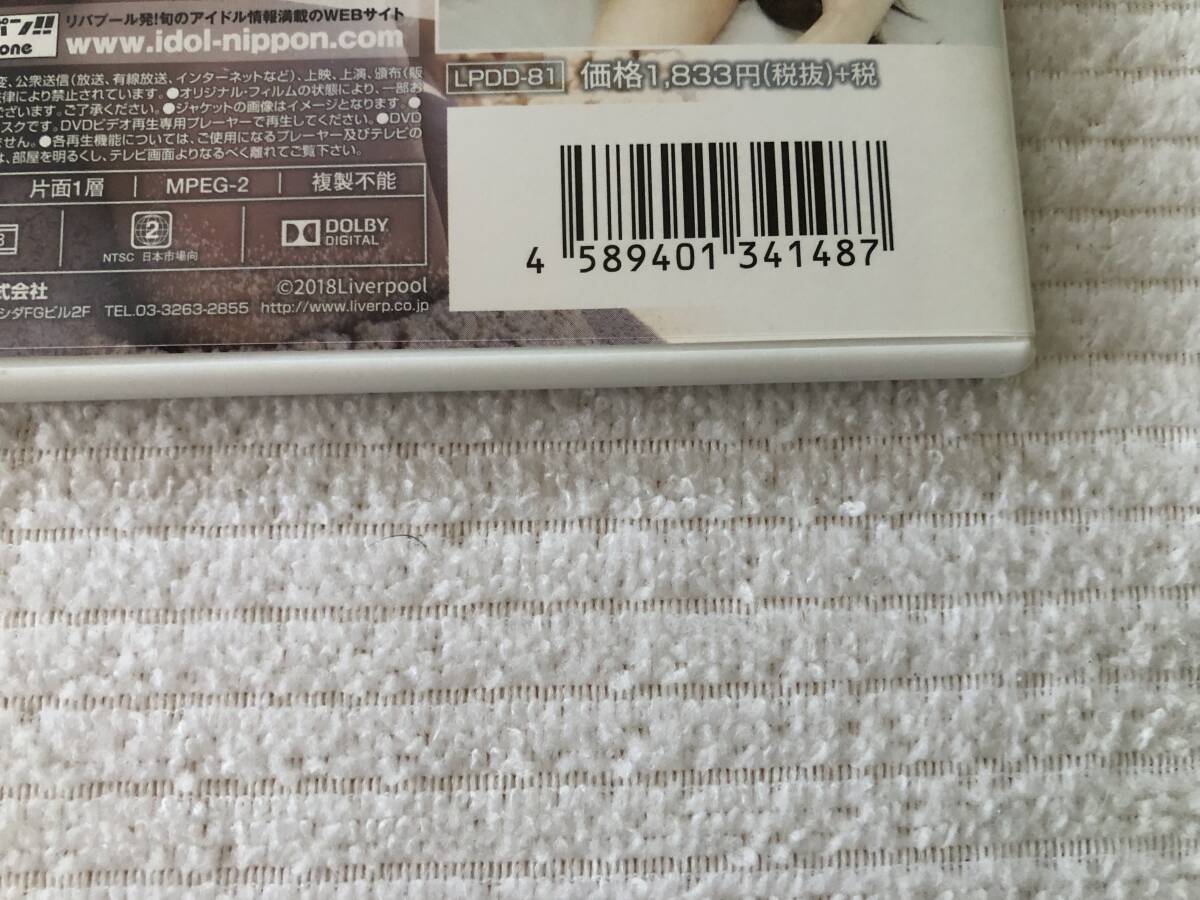 パン!!
one
リバプール発!旬のアイドル情報満載のWEBサイト
www.idol-nippon.com
公衆送信(放送、有線放送、インターネットなど)、上映、上演、頒布(販
律により禁止されています。●オリジナル・フィルムの状態により、一部お
ございます。ご了承ください。●ジャケットの画像はイメージとなります。●
スクです。DVDビデオ再生専用プレーヤーで再生してください。●DVD
ません。●各再生機能については、ご使用になるプレーヤー及びテレビの
は、部屋を明るくし、テレビ画面よりなるべく離れてご覧下さい。
片面1層 MPEG-2 複製不能
2
NTSC 日本市場向
DOLBY
DIGITAL
©2018Liverpool
式会社
シダFGビル2F TEL.03-3263-2855 http://www.liverp.co.jp
LPDD-81 価格1,833円(税抜)+税
4 589401 341487